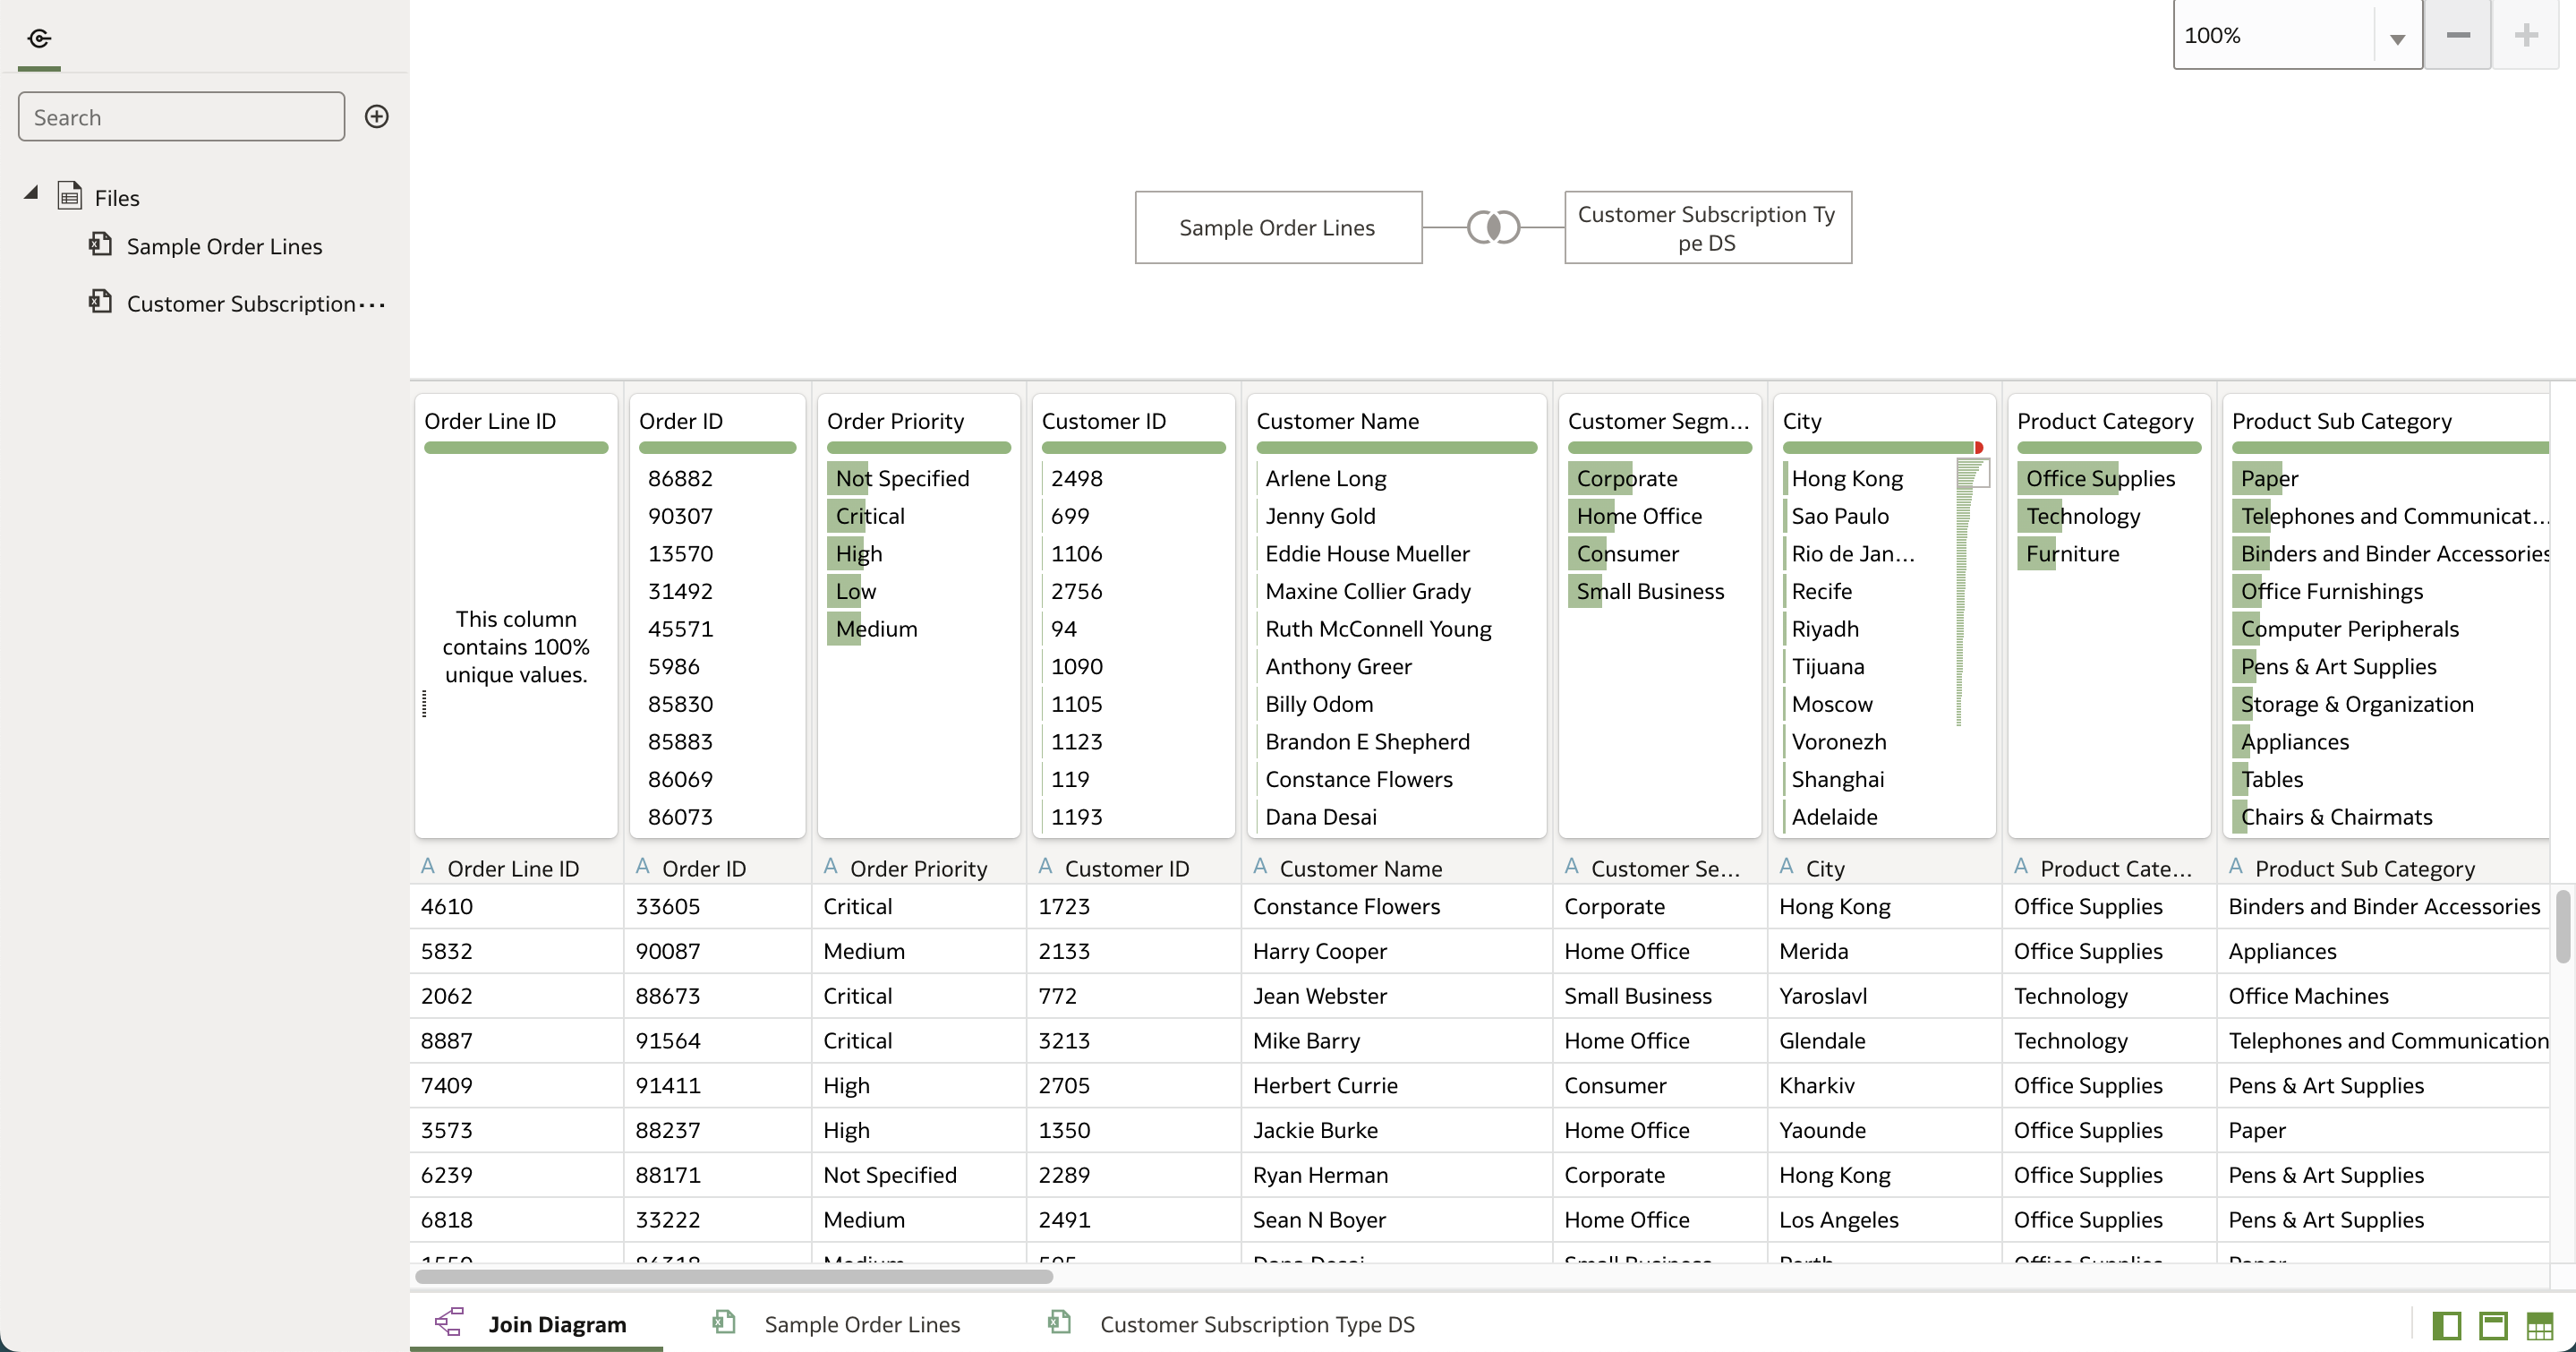 100%
Search
Files
Sample Order Lines
Customer Subscription...
Sample Order Lines
Customer Subscription Ty
pe DS
Order Line ID
This column
contains 100%
unique values.
Order ID
86882
90307
13570
31492
45571
5986
85830
85883
86069
86073
Order Priority
Not Specified
Critical
High
Low
Medium
Customer ID
2498
699
1106
2756
94
1090
1105
1123
119
1193
Customer Name
Arlene Long
Jenny Gold
Eddie House Mueller
Maxine Collier Grady
Ruth McConnell Young
Anthony Greer
Billy Odom
Brandon E Shepherd
Constance Flowers
Dana Desai
Customer Segm...
Corporate
Home Office
Consumer
Small Business
City
Hong Kong
Sao Paulo
Rio de Jan...
Recife
Riyadh
Tijuana
Moscow
Voronezh
Shanghai
Adelaide
Product Category
Office Supplies
Technology
Furniture
Product Sub Category
Paper
Telephones and Communicat...
Binders and Binder Accessories
Office Furnishings
Computer Peripherals
Pens & Art Supplies
Storage & Organization
Appliances
Tables
Chairs & Chairmats
A Order Line ID A Order ID A Order Priority A Customer ID A Customer Name A Customer Se... A City A Product Cate... A Product Sub Category
4610 33605 Critical 1723 Constance Flowers Corporate Hong Kong Office Supplies Binders and Binder Accessories
5832 90087 Medium 2133 Harry Cooper Home Office Merida Office Supplies Appliances
2062 88673 Critical 772 Jean Webster Small Business Yaroslavl Technology Office Machines
8887 91564 Critical 3213 Mike Barry Home Office Glendale Technology Telephones and Communication
7409 91411 High 2705 Herbert Currie Consumer Kharkiv Office Supplies Pens & Art Supplies
3573 88237 High 1350 Jackie Burke Home Office Yaounde Office Supplies Paper
6239 88171 Not Specified 2289 Ryan Herman Corporate Hong Kong Office Supplies Pens & Art Supplies
6818 33222 Medium 2491 Sean N Boyer Home Office Los Angeles Office Supplies Pens & Art Supplies
Medium Dana Desai Small Business Perth Office Supplies Paper
Join Diagram Sample Order Lines Customer Subscription Type DS